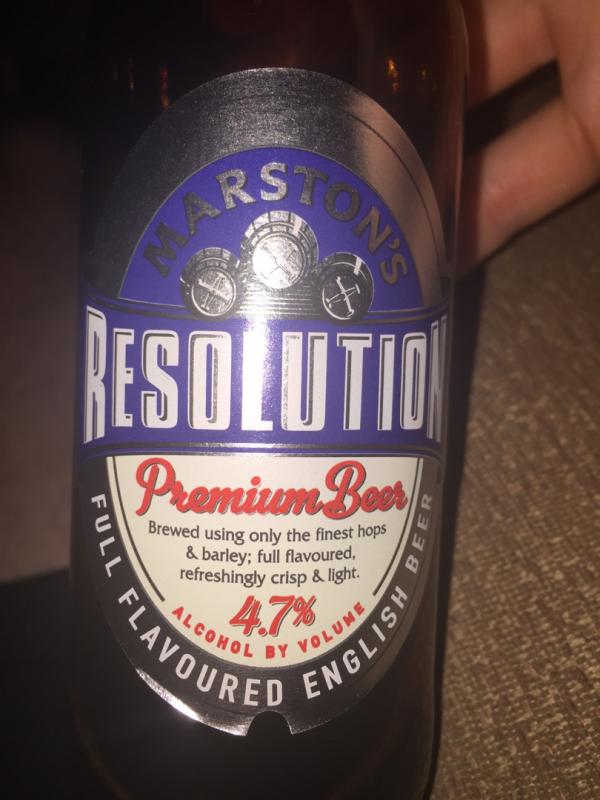 MARSTON'S
RESOLUTION
Premium Beer
Brewed using only the finest hops
& barley; full flavoured,
refreshingly crisp & light.
4.7%
ALCOHOL BY VOLUME
FULL FLAVOURED ENGLISH BEER